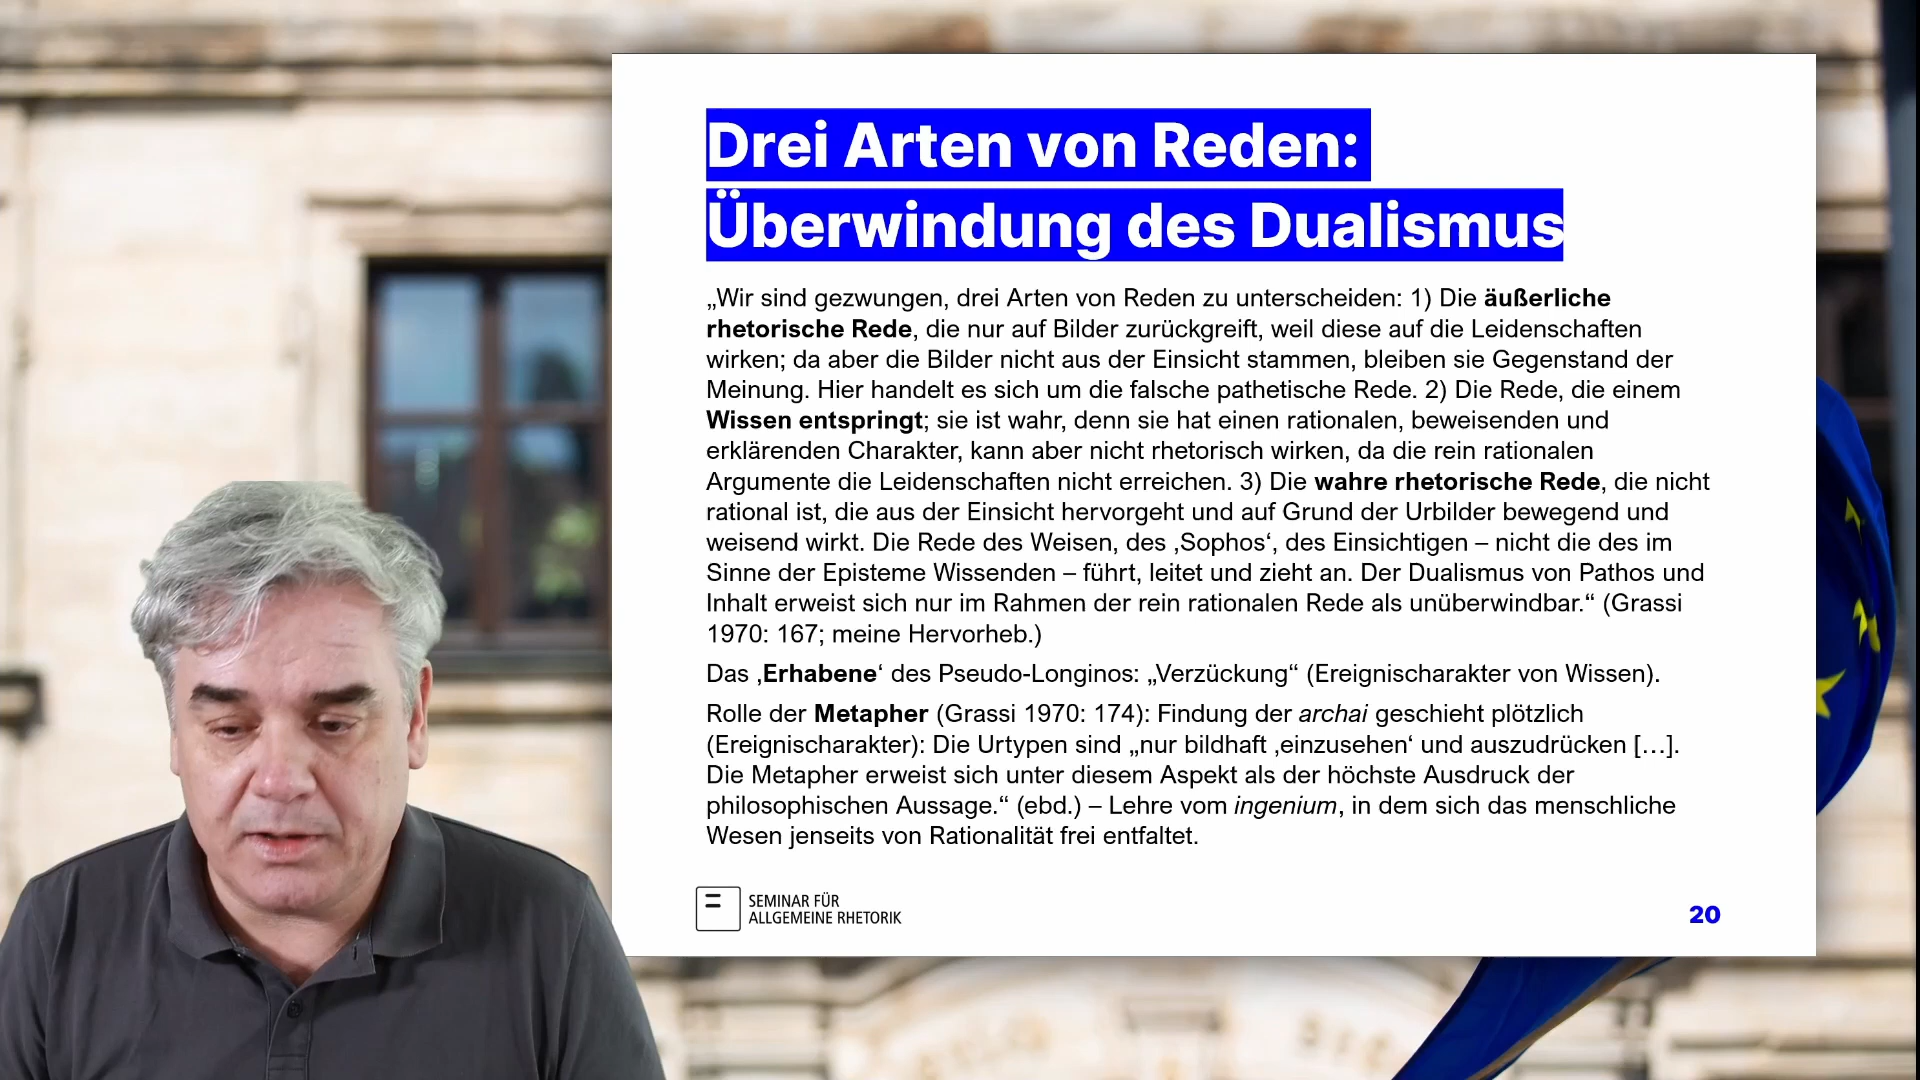 Drei Arten von Reden:
Überwindung des Dualismus
„Wir sind gezwungen, drei Arten von Reden zu unterscheiden: 1) Die äußerliche
rhetorische Rede, die nur auf Bilder zurückgreift, weil diese auf die Leidenschaften
wirken; da aber die Bilder nicht aus der Einsicht stammen, bleiben sie Gegenstand der
Meinung. Hier handelt es sich um die falsche pathetische Rede. 2) Die Rede, die einem
Wissen entspringt; sie ist wahr, denn sie hat einen rationalen, beweisenden und
erklärenden Charakter, kann aber nicht rhetorisch wirken, da die rein rationalen
Argumente die Leidenschaften nicht erreichen. 3) Die wahre rhetorische Rede, die nicht
rational ist, die aus der Einsicht hervorgeht und auf Grund der Urbilder bewegend und
weisend wirkt. Die Rede des Weisen, des ‚Sophos‘, des Einsichtigen – nicht die des im
Sinne der Episteme Wissenden – führt, leitet und zieht an. Der Dualismus von Pathos und
Inhalt erweist sich nur im Rahmen der rein rationalen Rede als unüberwindbar.“ (Grassi
1970: 167; meine Hervorheb.)
Das ‚Erhabene‘ des Pseudo-Longinos: „Verzückung“ (Ereignischarakter von Wissen).
Rolle der Metapher (Grassi 1970: 174): Findung der archai geschieht plötzlich
(Ereignischarakter): Die Urtypen sind „nur bildhaft ‚einzusehen‘ und auszudrücken […].
Die Metapher erweist sich unter diesem Aspekt als der höchste Ausdruck der
philosophischen Aussage.“ (ebd.) – Lehre vom ingenium, in dem sich das menschliche
Wesen jenseits von Rationalität frei entfaltet.
SEMINAR FÜR
ALLGEMEINE RHETORIK
20